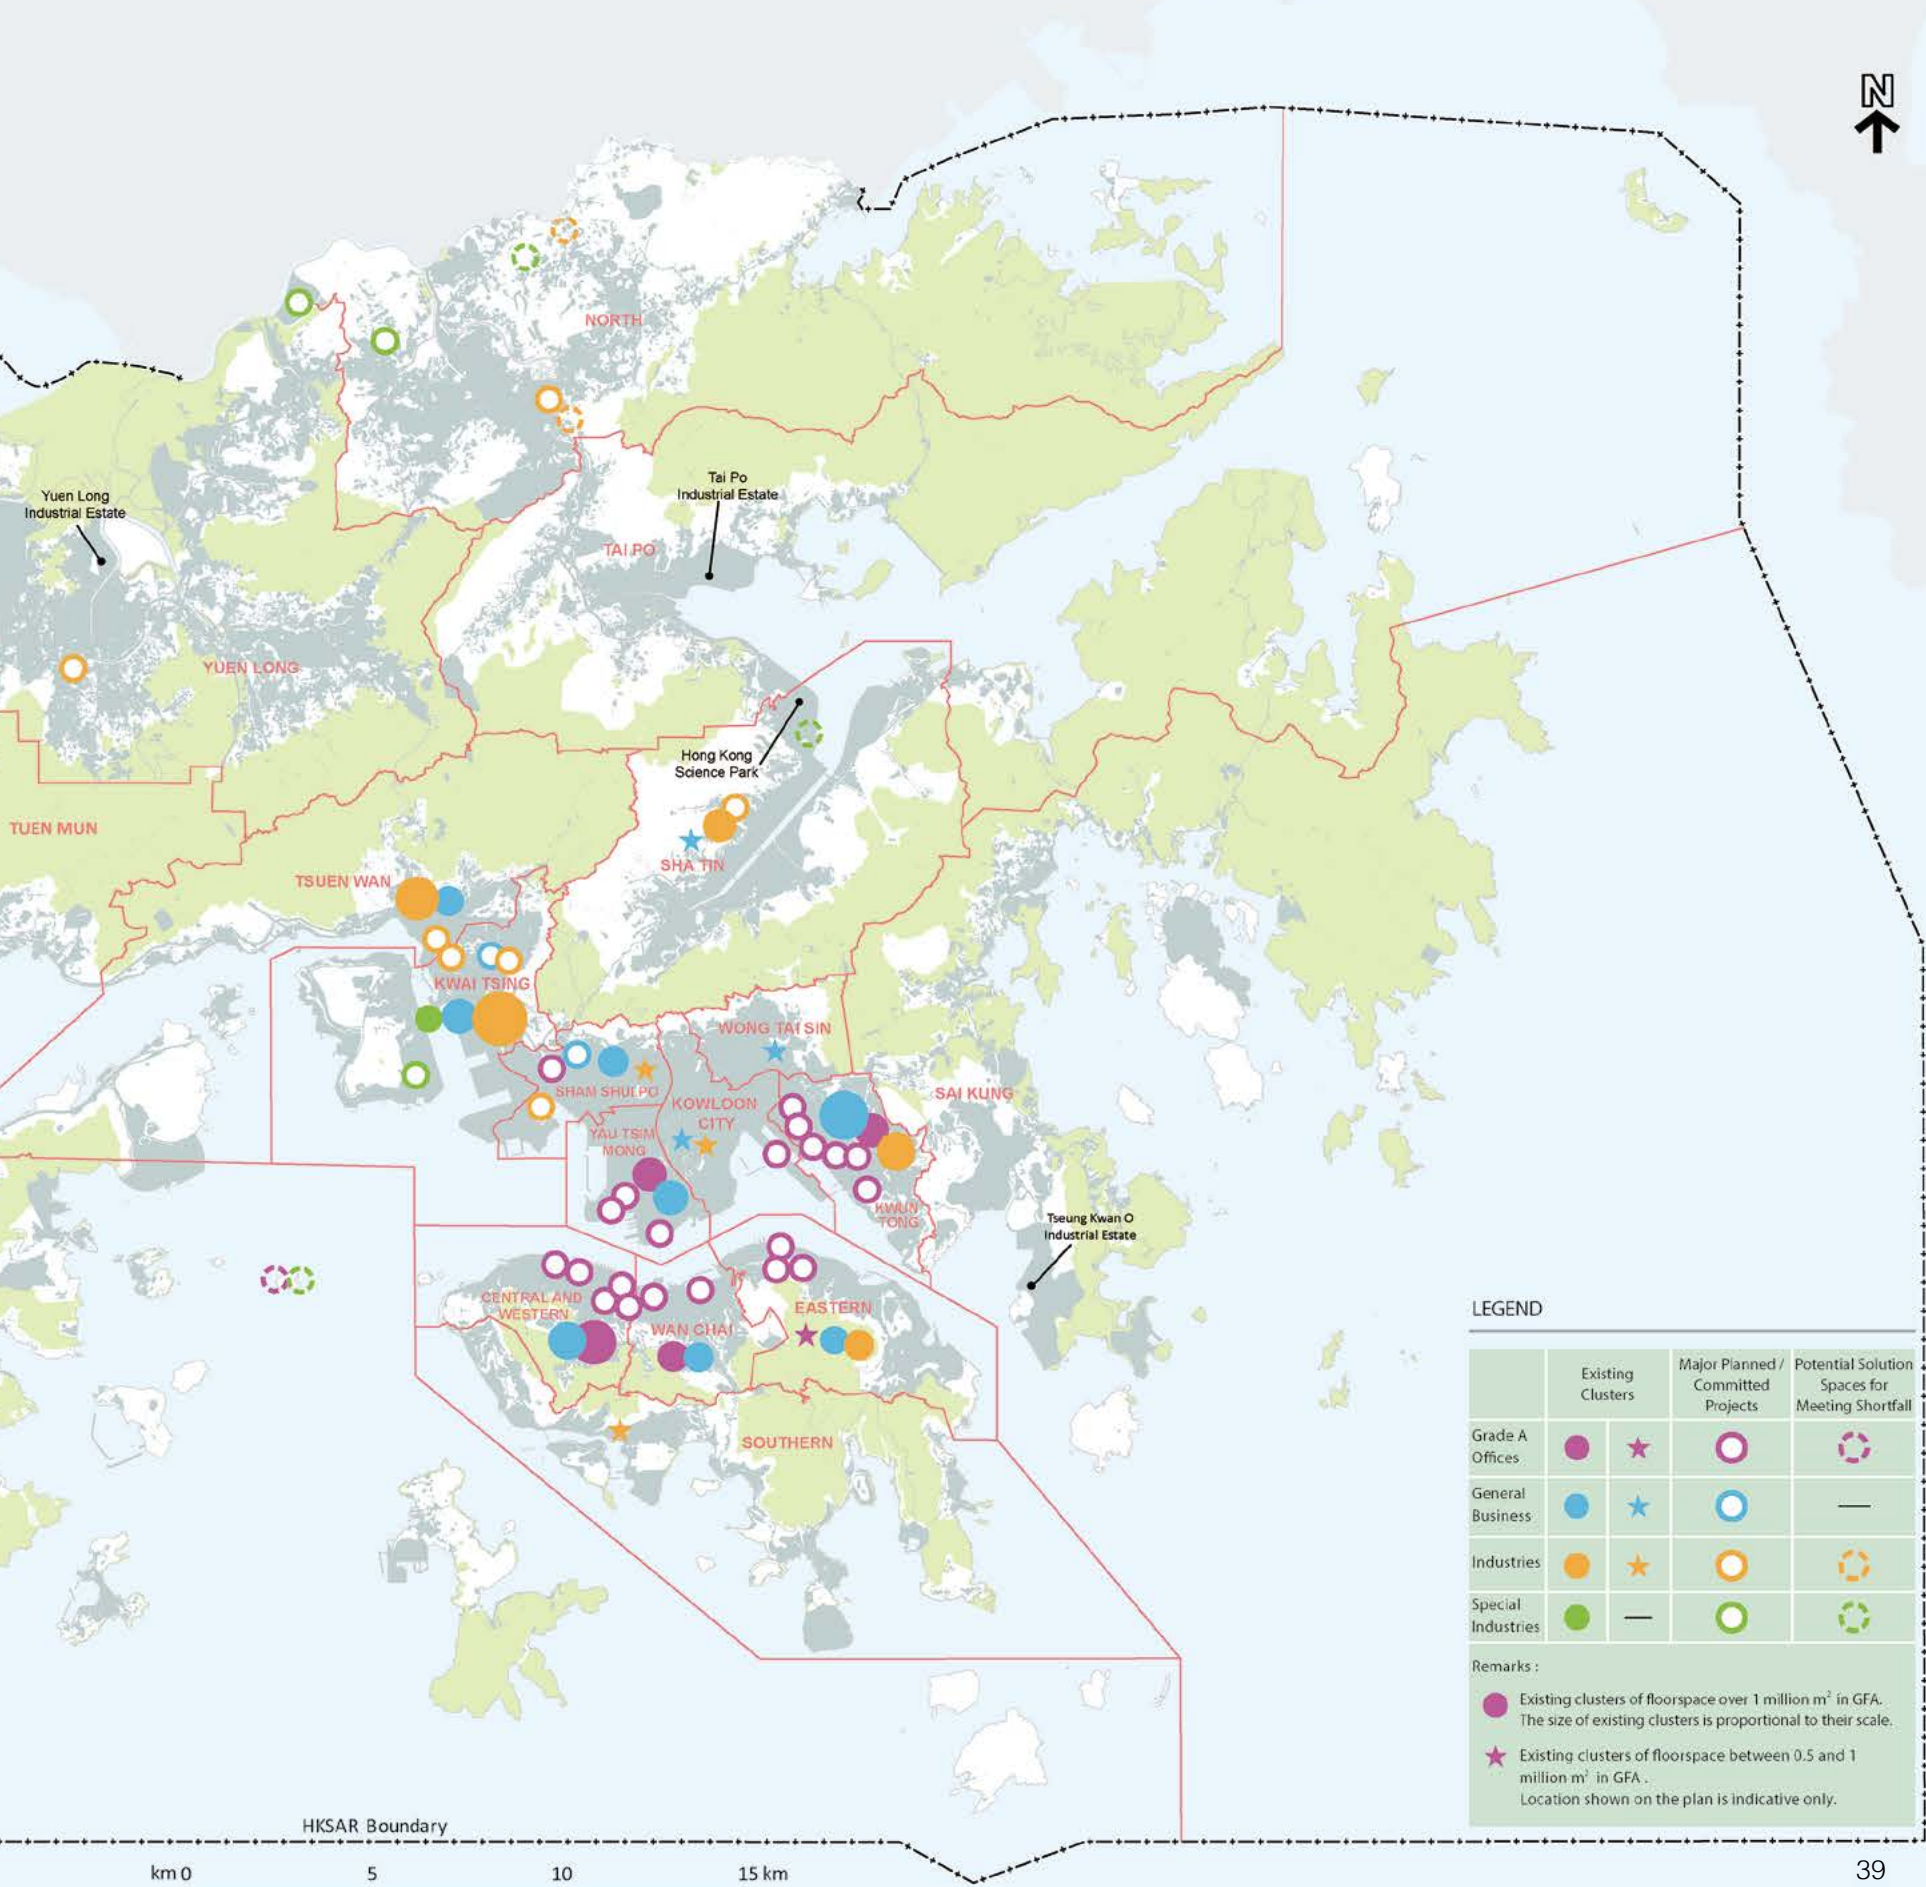 N
NORTH
Yuen Long
Industrial Estate
Tai Po
Industrial Estate
TAI PO
YUEN LONG
Hong Kong
Science Park
TUEN MUN
SHA TIN
TSUEN WAN
KWAI TSING
WONG TAI SIN
SHAM SHUI PO
KOWLOON
CITY
SAI KUNG
YAU TSIM
MONG
KWUN
TONG
Tseung Kwan O
Industrial Estate
CENTRAL AND
WESTERN
WAN CHAI
EASTERN
SOUTHERN
LEGEND
Existing
Clusters
Major Planned /
Committed
Projects
Potential Solution
Spaces for
Meeting Shortfall
Grade A
Offices
General
Business
Industries
Special
Industries
Remarks :
Existing clusters of floorspace over 1 million m² in GFA.
The size of existing clusters is proportional to their scale.
Existing clusters of floorspace between 0.5 and 1
million m² in GFA .
Location shown on the plan is indicative only.
HKSAR Boundary
km 0 5 10 15 km
39